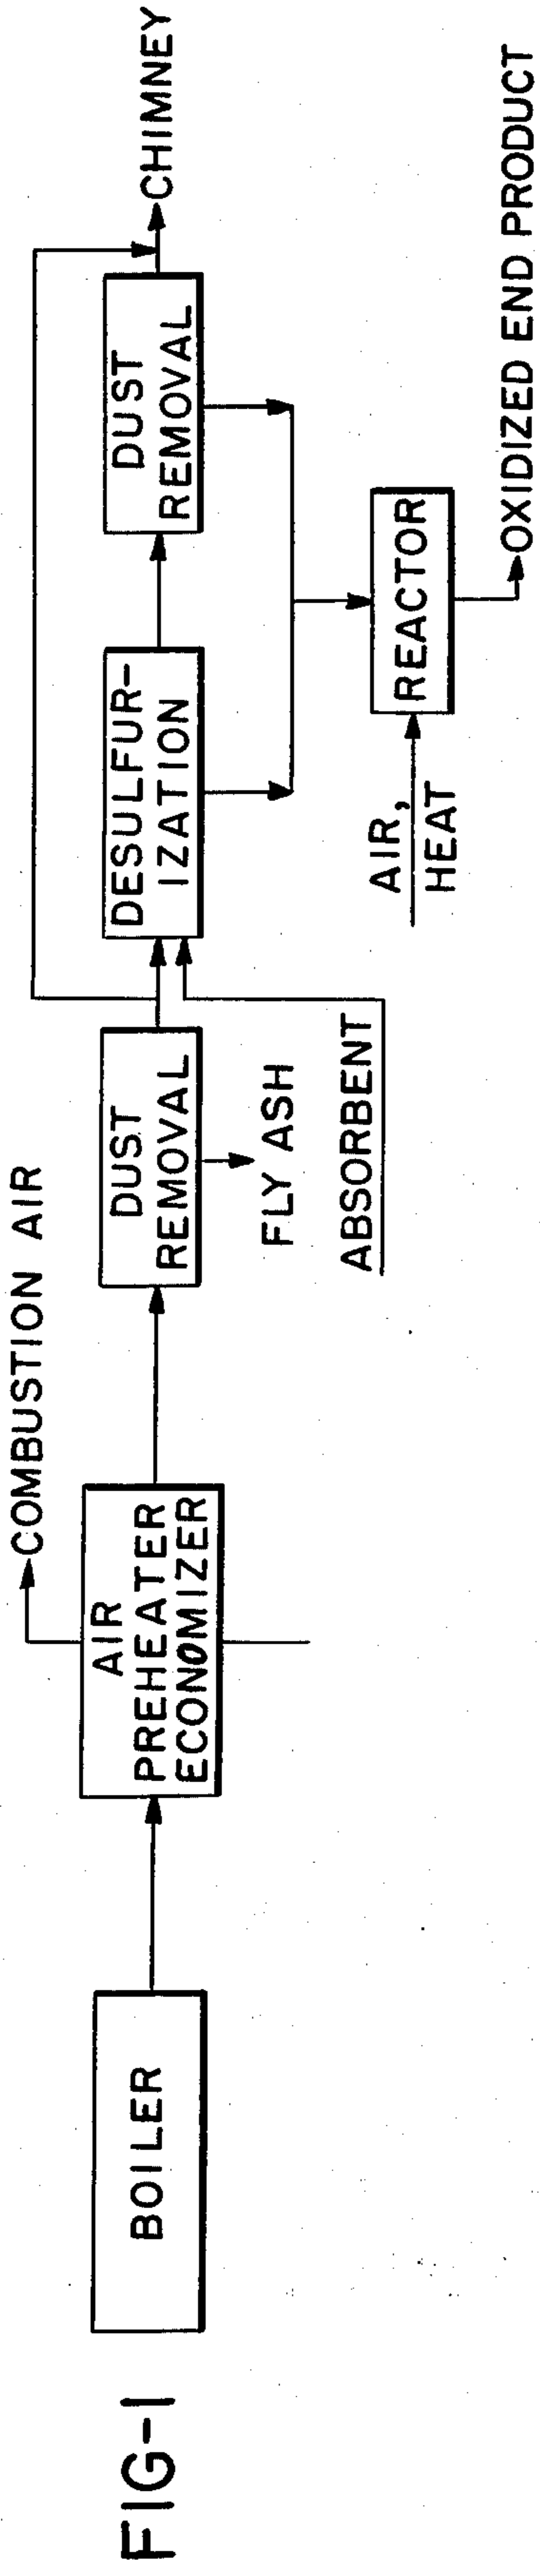 FIG-1
BOILER
COMBUSTION AIR
AIR
PREHEATER
ECONOMIZER
DUST
REMOVAL
FLY ASH
ABSORBENT
DESULFUR-
IZATION
DUST
REMOVAL
CHIMNEY
AIR,
HEAT
REACTOR
OXIDIZED END PRODUCT